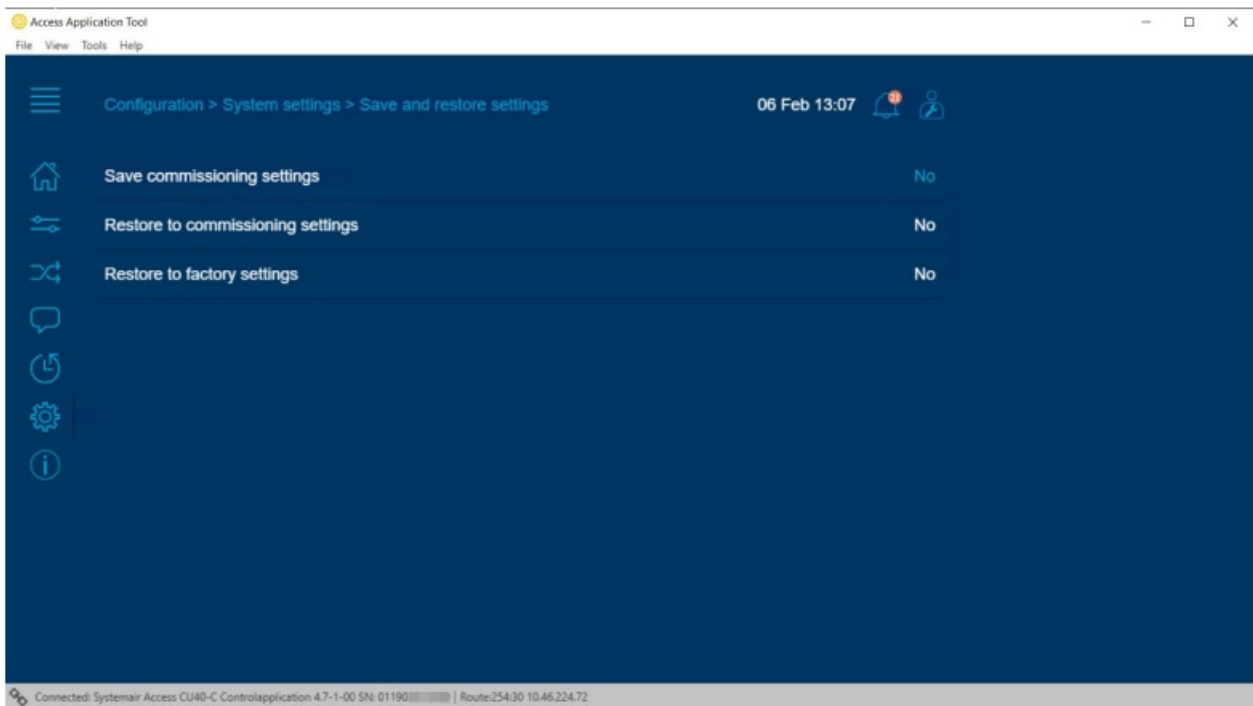 Access Application Tool
File View Tools Help
Configuration > System settings > Save and restore settings 06 Feb 13:07
Save commissioning settings No
Restore to commissioning settings No
Restore to factory settings No
Connected: Systemair Access CU40-C Controlapplication 4.7-1-00 SN: 01190 | Route:254:30 10.46.224.72